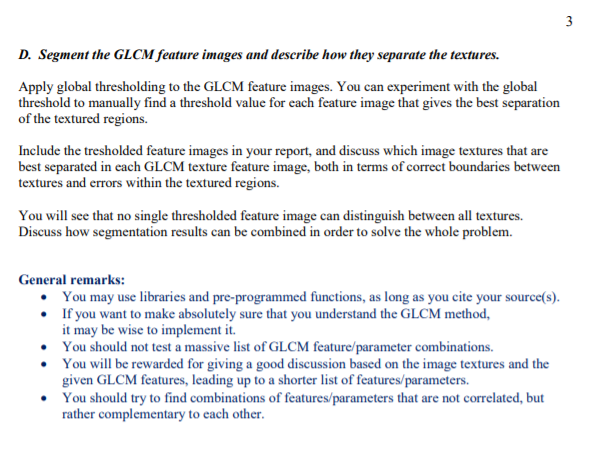 3
D. Segment the GLCM feature images and describe how they separate the textures.
Apply global thresholding to the GLCM feature images. You can experiment with the global
threshold to manually find a threshold value for each feature image that gives the best separation
of the textured regions.
Include the tresholded feature images in your report, and discuss which image textures that are
best separated in each GLCM texture feature image, both in terms of correct boundaries between
textures and errors within the textured regions.
You will see that no single thresholded feature image can distinguish between all textures.
Discuss how segmentation results can be combined in order to solve the whole problem.
General remarks:
• You may use libraries and pre-programmed functions, as long as you cite your source(s).
• If you want to make absolutely sure that you understand the GLCM method,
it may be wise to implement it.
• You should not test a massive list of GLCM feature/parameter combinations.
• You will be rewarded for giving a good discussion based on the image textures and the
given GLCM features, leading up to a shorter list of features/parameters.
• You should try to find combinations of features/parameters that are not correlated, but
rather complementary to each other.